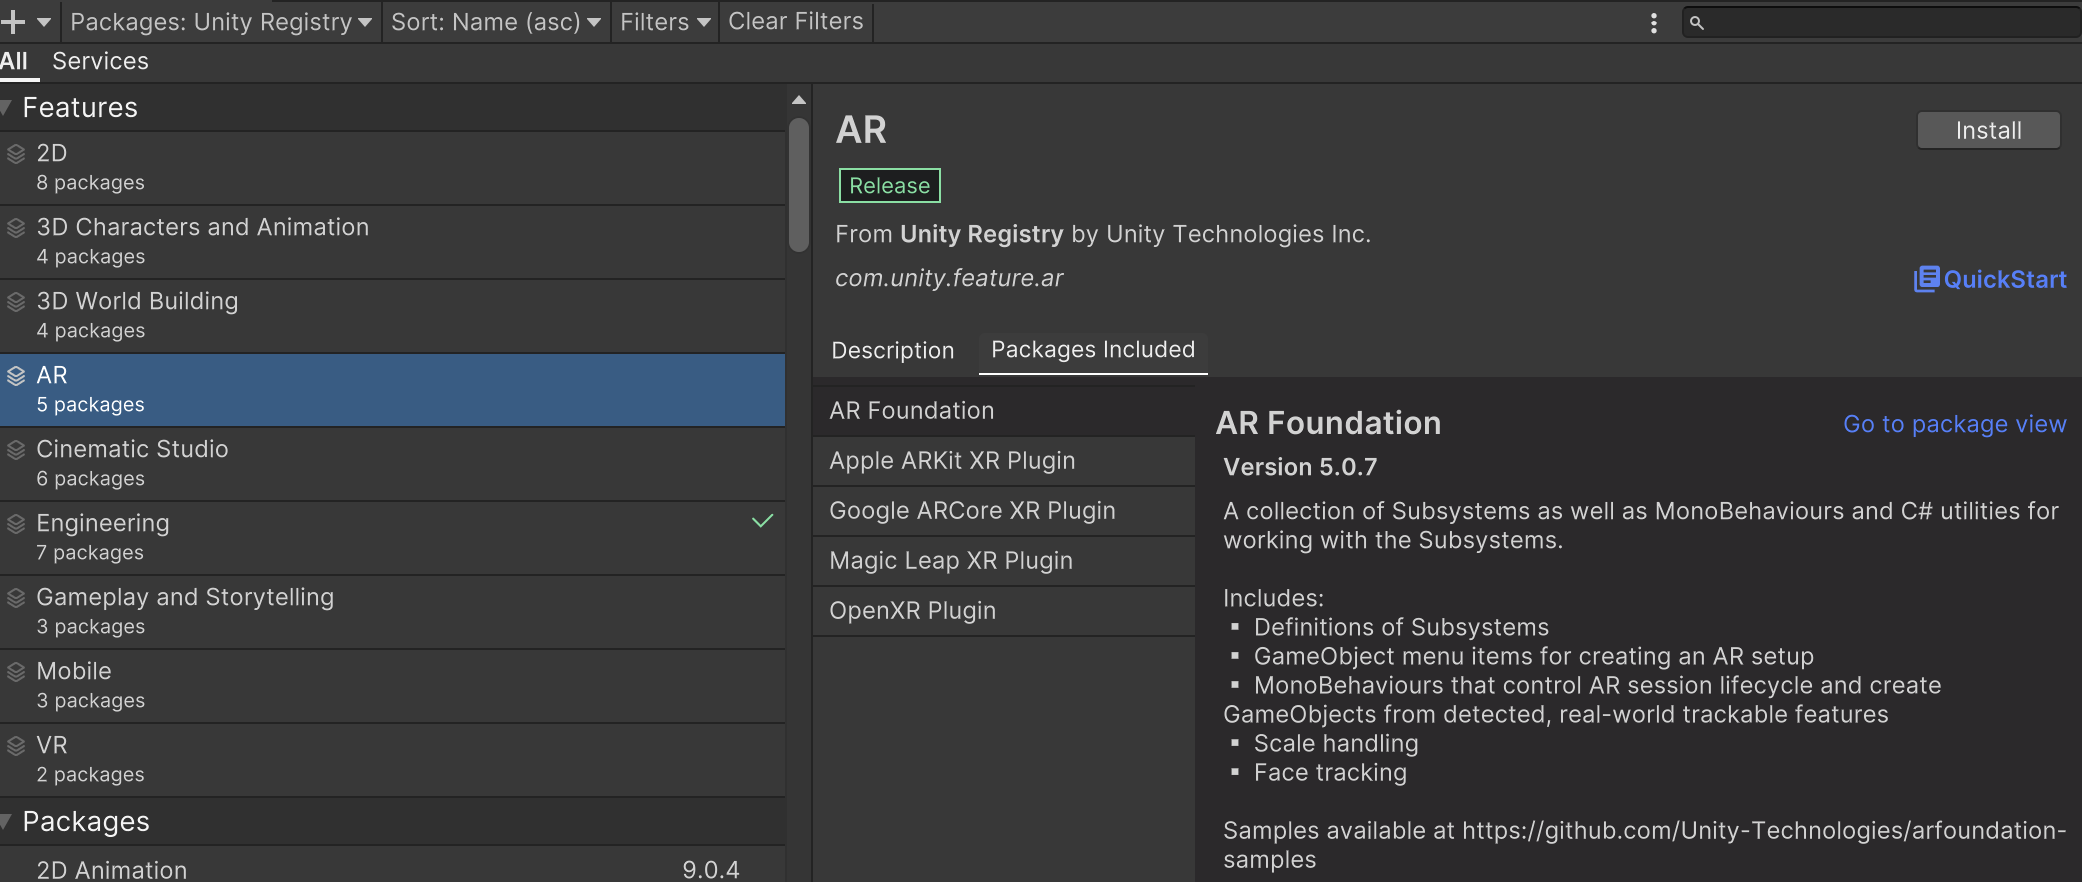 Packages: Unity Registry
Sort: Name (asc)
Filters
Clear Filters
All
Services
Features
2D
8 packages
3D Characters and Animation
4 packages
3D World Building
4 packages
AR
5 packages
Cinematic Studio
6 packages
Engineering
7 packages
Gameplay and Storytelling
3 packages
Mobile
3 packages
VR
2 packages
Packages
2D Animation 9.0.4
AR
Install
Release
From Unity Registry by Unity Technologies Inc.
com.unity.feature.ar
QuickStart
Description
Packages Included
AR Foundation
Apple ARKit XR Plugin
Google ARCore XR Plugin
Magic Leap XR Plugin
OpenXR Plugin
AR Foundation
Go to package view
Version 5.0.7
A collection of Subsystems as well as MonoBehaviours and C# utilities for
working with the Subsystems.
Includes:
▪ Definitions of Subsystems
▪ GameObject menu items for creating an AR setup
▪ MonoBehaviours that control AR session lifecycle and create
GameObjects from detected, real-world trackable features
▪ Scale handling
▪ Face tracking
Samples available at https://github.com/Unity-Technologies/arfoundation-
samples